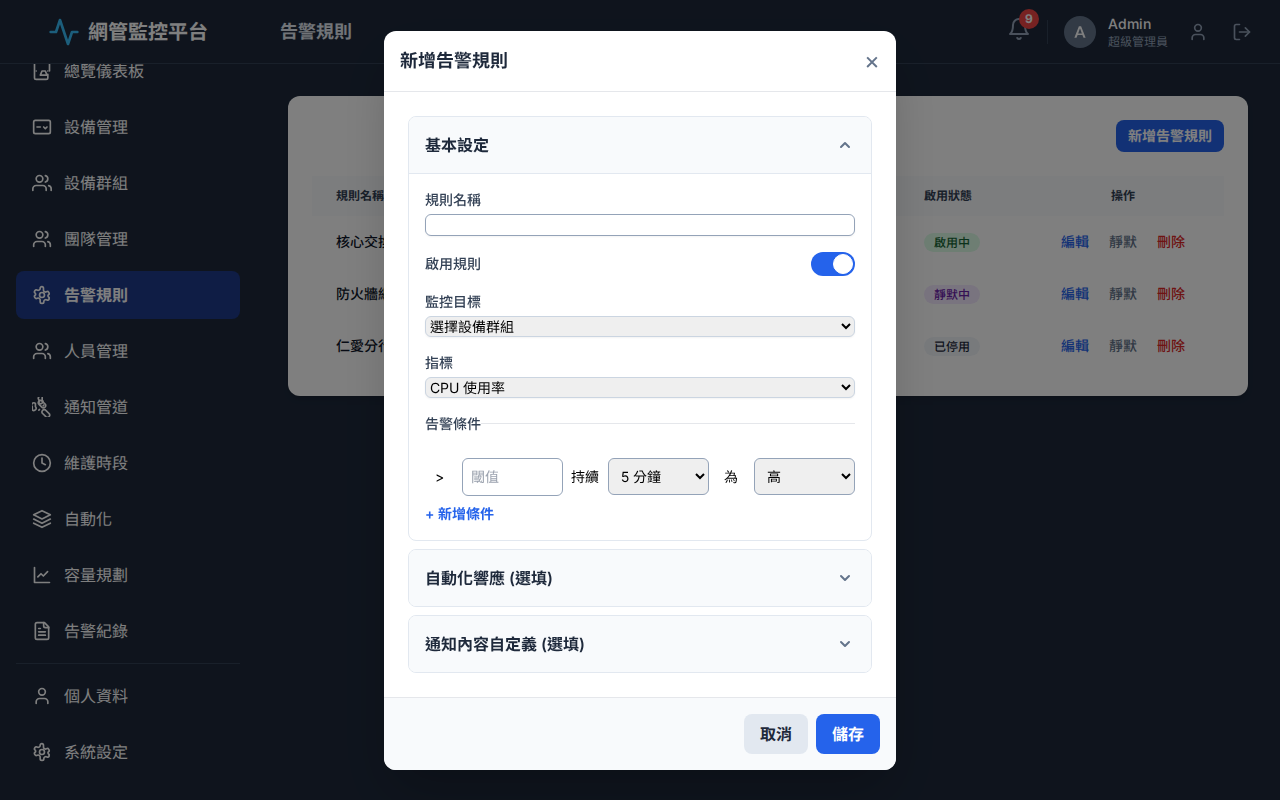 網管監控平台
告警規則
9
A
Admin
超級管理員
總覽儀表板
設備管理
設備群組
團隊管理
告警規則
人員管理
通知管道
維護時段
自動化
容量規劃
告警紀錄
個人資料
系統設定
新增告警規則
規則名稱
啟用狀態
操作
核心交
啟用中
編輯
靜默
刪除
防火牆
靜默中
編輯
靜默
刪除
仁愛分
已停用
編輯
靜默
刪除
新增告警規則
基本設定
規則名稱
啟用規則
監控目標
選擇設備群組
指標
CPU 使用率
告警條件
> 閾值 持續 5 分鐘 為 高
+ 新增條件
自動化響應 (選填)
通知內容自定義 (選填)
取消
儲存